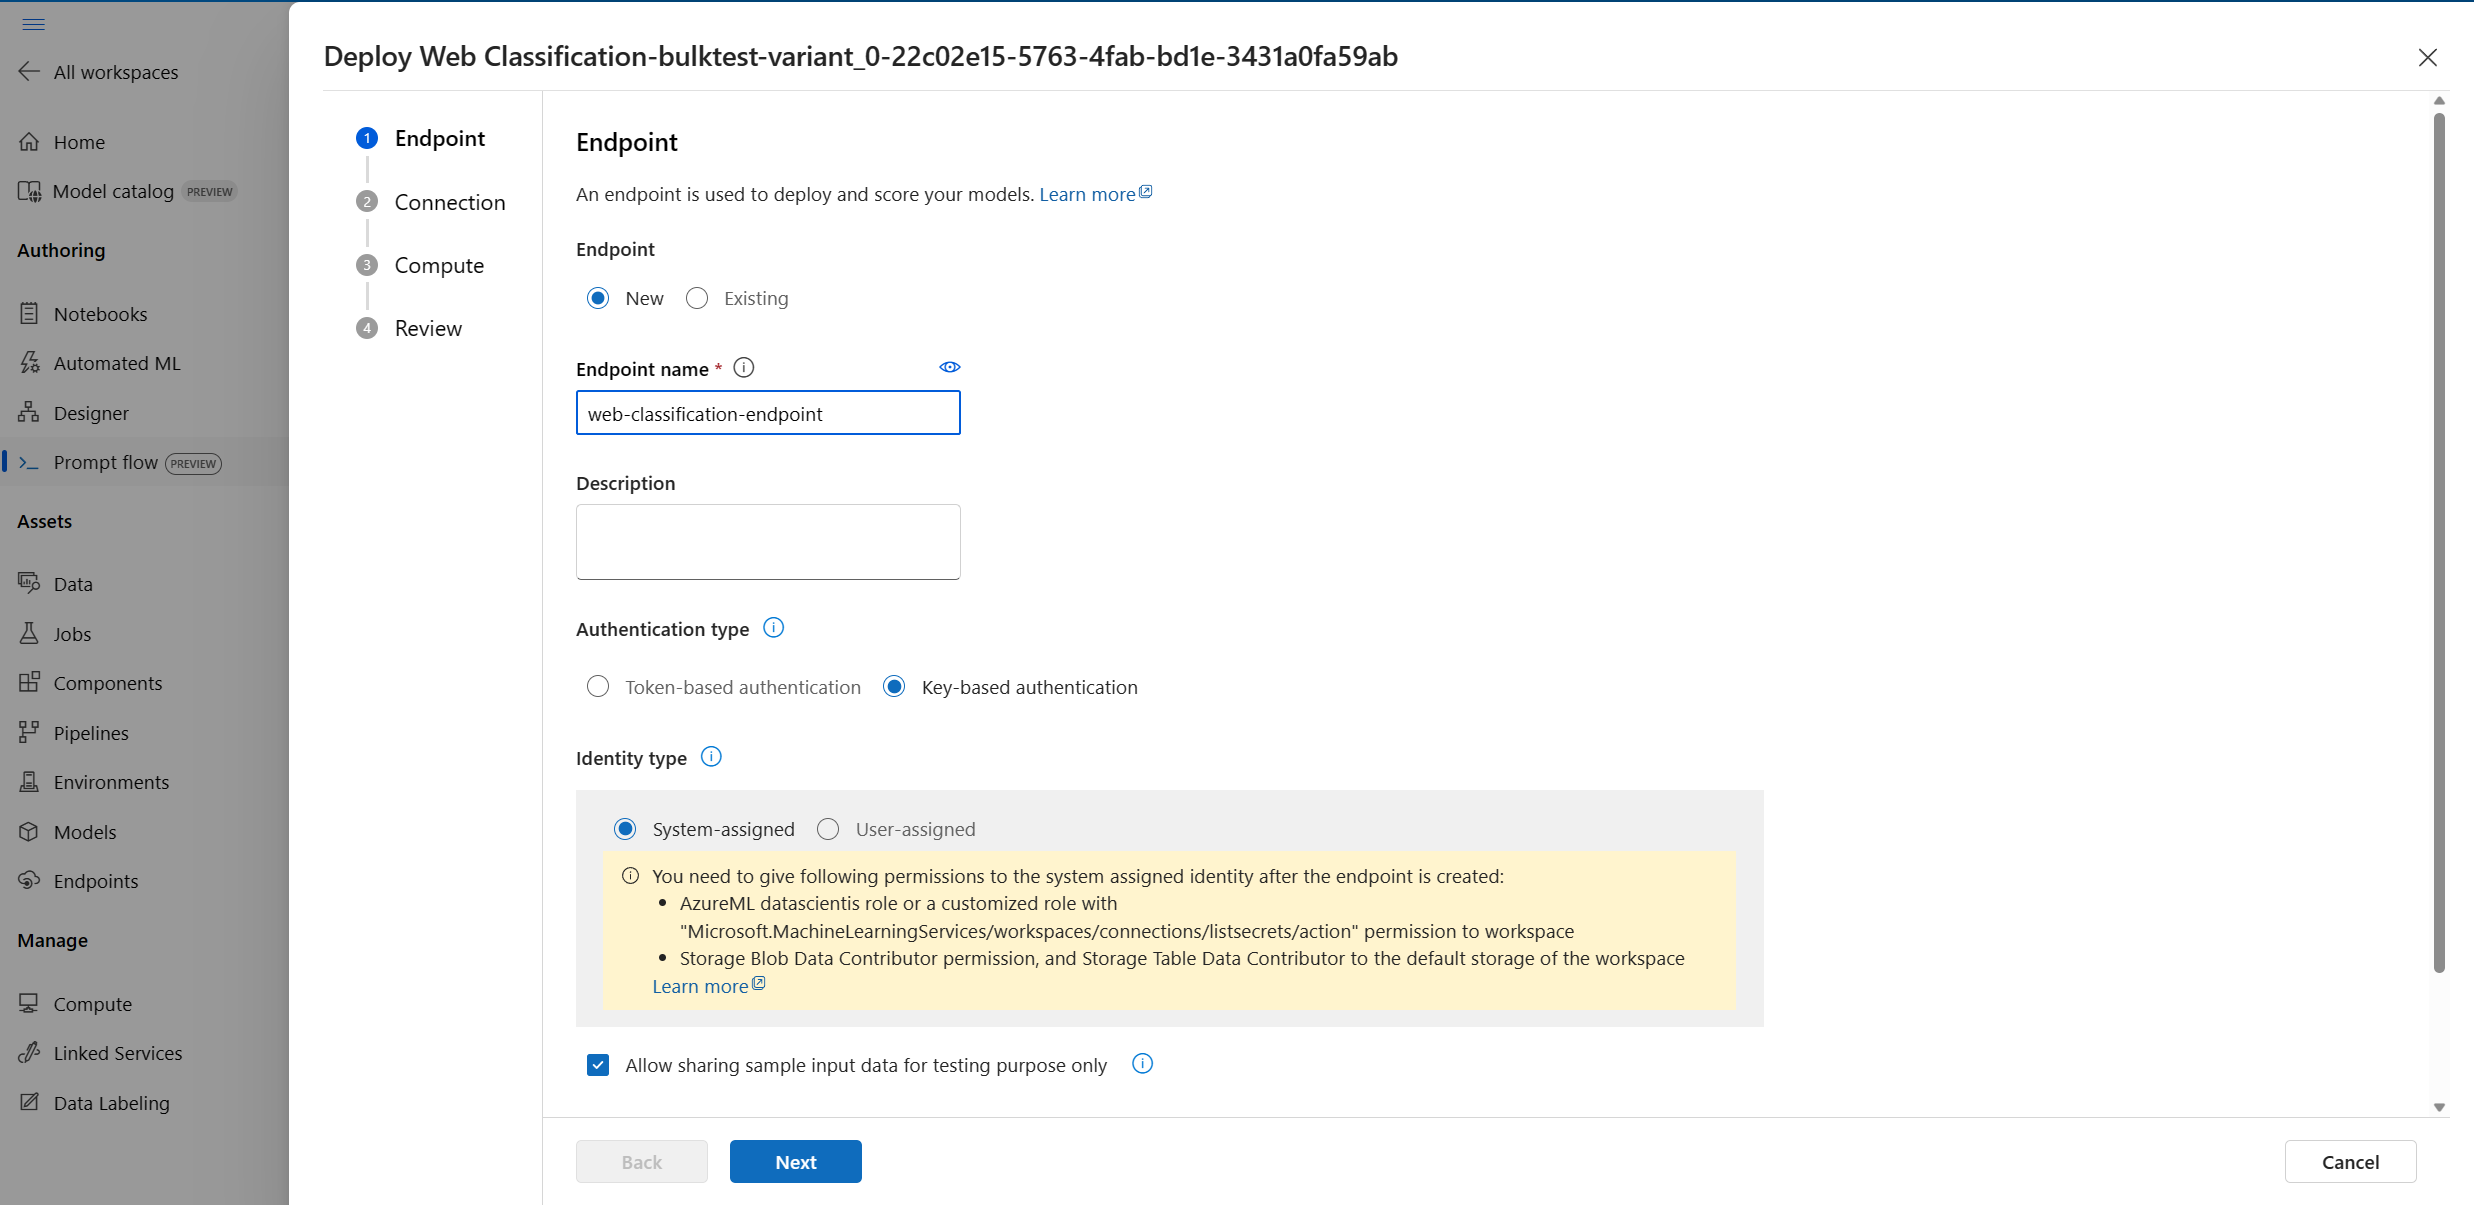 All workspaces
Home
Model catalog PREVIEW
Authoring
Notebooks
Automated ML
Designer
Prompt flow PREVIEW
Assets
Data
Jobs
Components
Pipelines
Environments
Models
Endpoints
Manage
Compute
Linked Services
Data Labeling
Deploy Web Classification-bulktest-variant_0-22c02e15-5763-4fab-bd1e-3431a0fa59ab
1 Endpoint
2 Connection
3 Compute
4 Review
Endpoint
An endpoint is used to deploy and score your models. Learn more
Endpoint
New Existing
Endpoint name *
web-classification-endpoint
Description
Authentication type
Token-based authentication Key-based authentication
Identity type
System-assigned User-assigned
You need to give following permissions to the system assigned identity after the endpoint is created:
• AzureML datascientis role or a customized role with
"Microsoft.MachineLearningServices/workspaces/connections/listsecrets/action" permission to workspace
• Storage Blob Data Contributor permission, and Storage Table Data Contributor to the default storage of the workspace
Learn more
Allow sharing sample input data for testing purpose only
Back Next Cancel